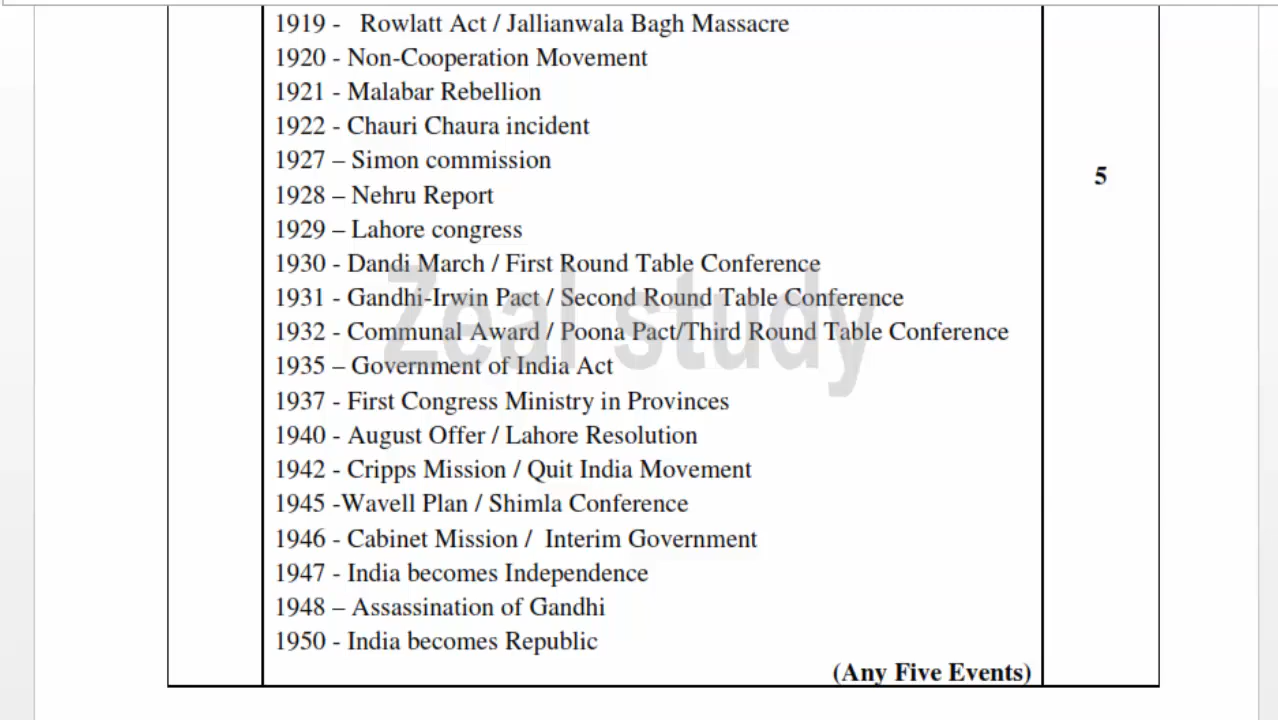 1919 -   Rowlatt Act / Jallianwala Bagh Massacre
1920 - Non-Cooperation Movement
1921 - Malabar Rebellion
1922 - Chauri Chaura incident
1927 – Simon commission
5
1928 – Nehru Report
1929 – Lahore congress
1930 - Dandi March / First Round Table Conference
1931 - Gandhi-Irwin Pact / Second Round Table Conference
Zeal study
1932 - Communal Award / Poona Pact/Third Round Table Conference
1935 – Government of India Act
1937 - First Congress Ministry in Provinces
1940 - August Offer / Lahore Resolution
1942 - Cripps Mission / Quit India Movement
1945 -Wavell Plan / Shimla Conference
1946 - Cabinet Mission /  Interim Government
1947 - India becomes Independence
1948 – Assassination of Gandhi
1950 - India becomes Republic
(Any Five Events)